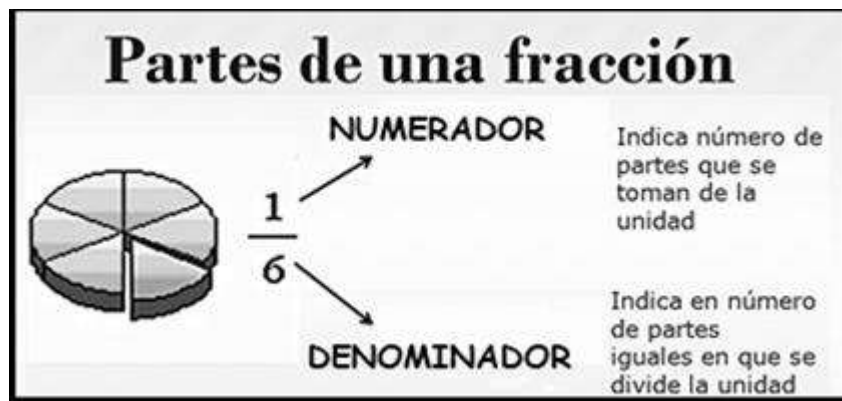 Partes de una fracción
NUMERADOR
Indica número de
partes que se
toman de la
unidad
1
6
DENOMINADOR
Indica en número
de partes
iguales en que se
divide la unidad